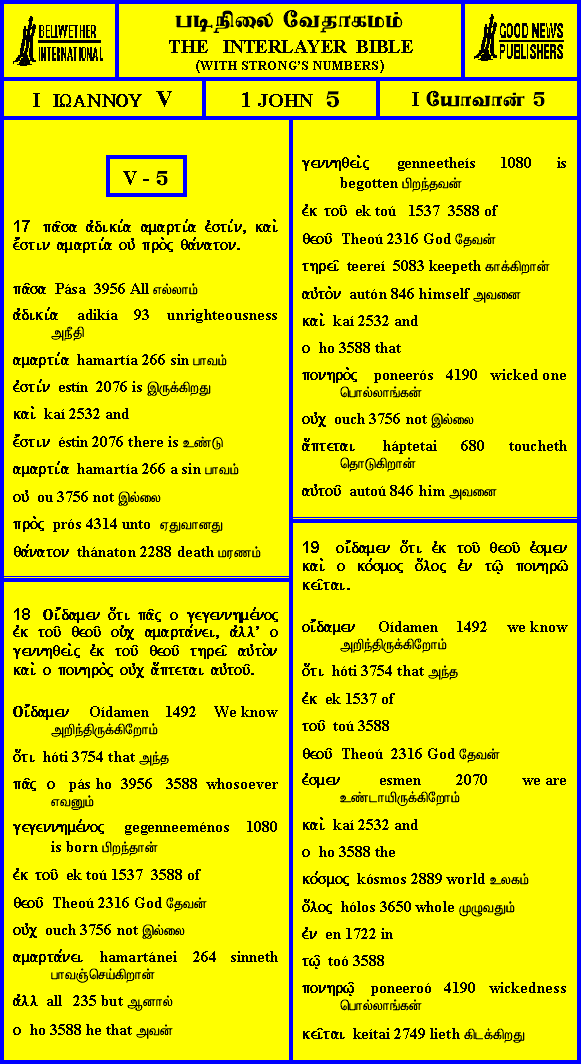 BELLWETHER
INTERNATIONAL
படிநிலை வேதாகமம்
THE INTERLAYER BIBLE
(WITH STRONG'S NUMBERS)
GOOD NEWS
PUBLISHERS
I ΙΩΑΝΝΟΥ V
1 JOHN 5
I யோவான் 5
V - 5
17 πᾶσα ἀδικία αμαρτία ἐστίν, καὶ
ἔστιν αμαρτία οὐ πρὸς θάνατον.
πᾶσα Pása 3956 All எல்லாம்
ἀδικία adikía 93 unrighteousness
அநீதி
αμαρτία hamartía 266 sin பாவம்
ἐστίν estín 2076 is இருக்கிறது
καὶ kaí 2532 and
ἔστιν éstin 2076 there is உண்டு
αμαρτία hamartía 266 a sin பாவம்
οὐ ou 3756 not இல்லை
πρὸς prós 4314 unto ஏதுவானது
θάνατον thánaton 2288 death மரணம்
18 Οἴδαμεν ὅτι πᾶς ο γεγεννημένος
ἐκ τοῦ θεοῦ οὐχ αμαρτάνει, ἀλλ' ο
γεννηθεὶς ἐκ τοῦ θεοῦ τηρεῖ αὐτὸν
καὶ ο πονηρὸς οὐχ ἅπτεται αὐτοῦ.
Οἴδαμεν Oídamen 1492 We know
அறிந்திருக்கிறோம்
ὅτι hóti 3754 that அந்த
πᾶς ο pás ho 3956 3588 whosoever
எவனும்
γεγεννημένος gegenneeménos 1080
is born பிறந்தான்
ἐκ τοῦ ek toú 1537 3588 of
θεοῦ Theoú 2316 God தேவன்
οὐχ ouch 3756 not இல்லை
αμαρτάνει hamartánei 264 sinneth
பாவஞ்செய்கிறான்
ἀλλ all 235 but ஆனால்
ο ho 3588 he that அவன்
γεννηθεὶς genneetheís 1080 is
begotten பிறந்தவன்
ἐκ τοῦ ek toú 1537 3588 of
θεοῦ Theoú 2316 God தேவன்
τηρεῖ teereí 5083 keepeth காக்கிறான்
αὐτὸν autón 846 himself அவனை
καὶ kaí 2532 and
ο ho 3588 that
πονηρὸς poneerós 4190 wicked one
பொல்லாங்கன்
οὐχ ouch 3756 not இல்லை
ἅπτεται háptetai 680 toucheth
தொடுகிறான்
αὐτοῦ autoú 846 him அவனை
19 οἴδαμεν ὅτι ἐκ τοῦ θεοῦ ἐσμεν
καὶ ο κόσμος ὅλος ἐν τῷ πονηρῷ
κεῖται.
οἴδαμεν Oídamen 1492 we know
அறிந்திருக்கிறோம்
ὅτι hóti 3754 that அந்த
ἐκ ek 1537 of
τοῦ toú 3588
θεοῦ Theoú 2316 God தேவன்
ἐσμεν esmen 2070 we are
உண்டாயிருக்கிறோம்
καὶ kaí 2532 and
ο ho 3588 the
κόσμος kósmos 2889 world உலகம்
ὅλος hólos 3650 whole முழுவதும்
ἐν en 1722 in
τῷ toó 3588
πονηρῷ poneeroó 4190 wickedness
பொல்லாங்கன்
κεῖται keítai 2749 lieth கிடக்கிறது